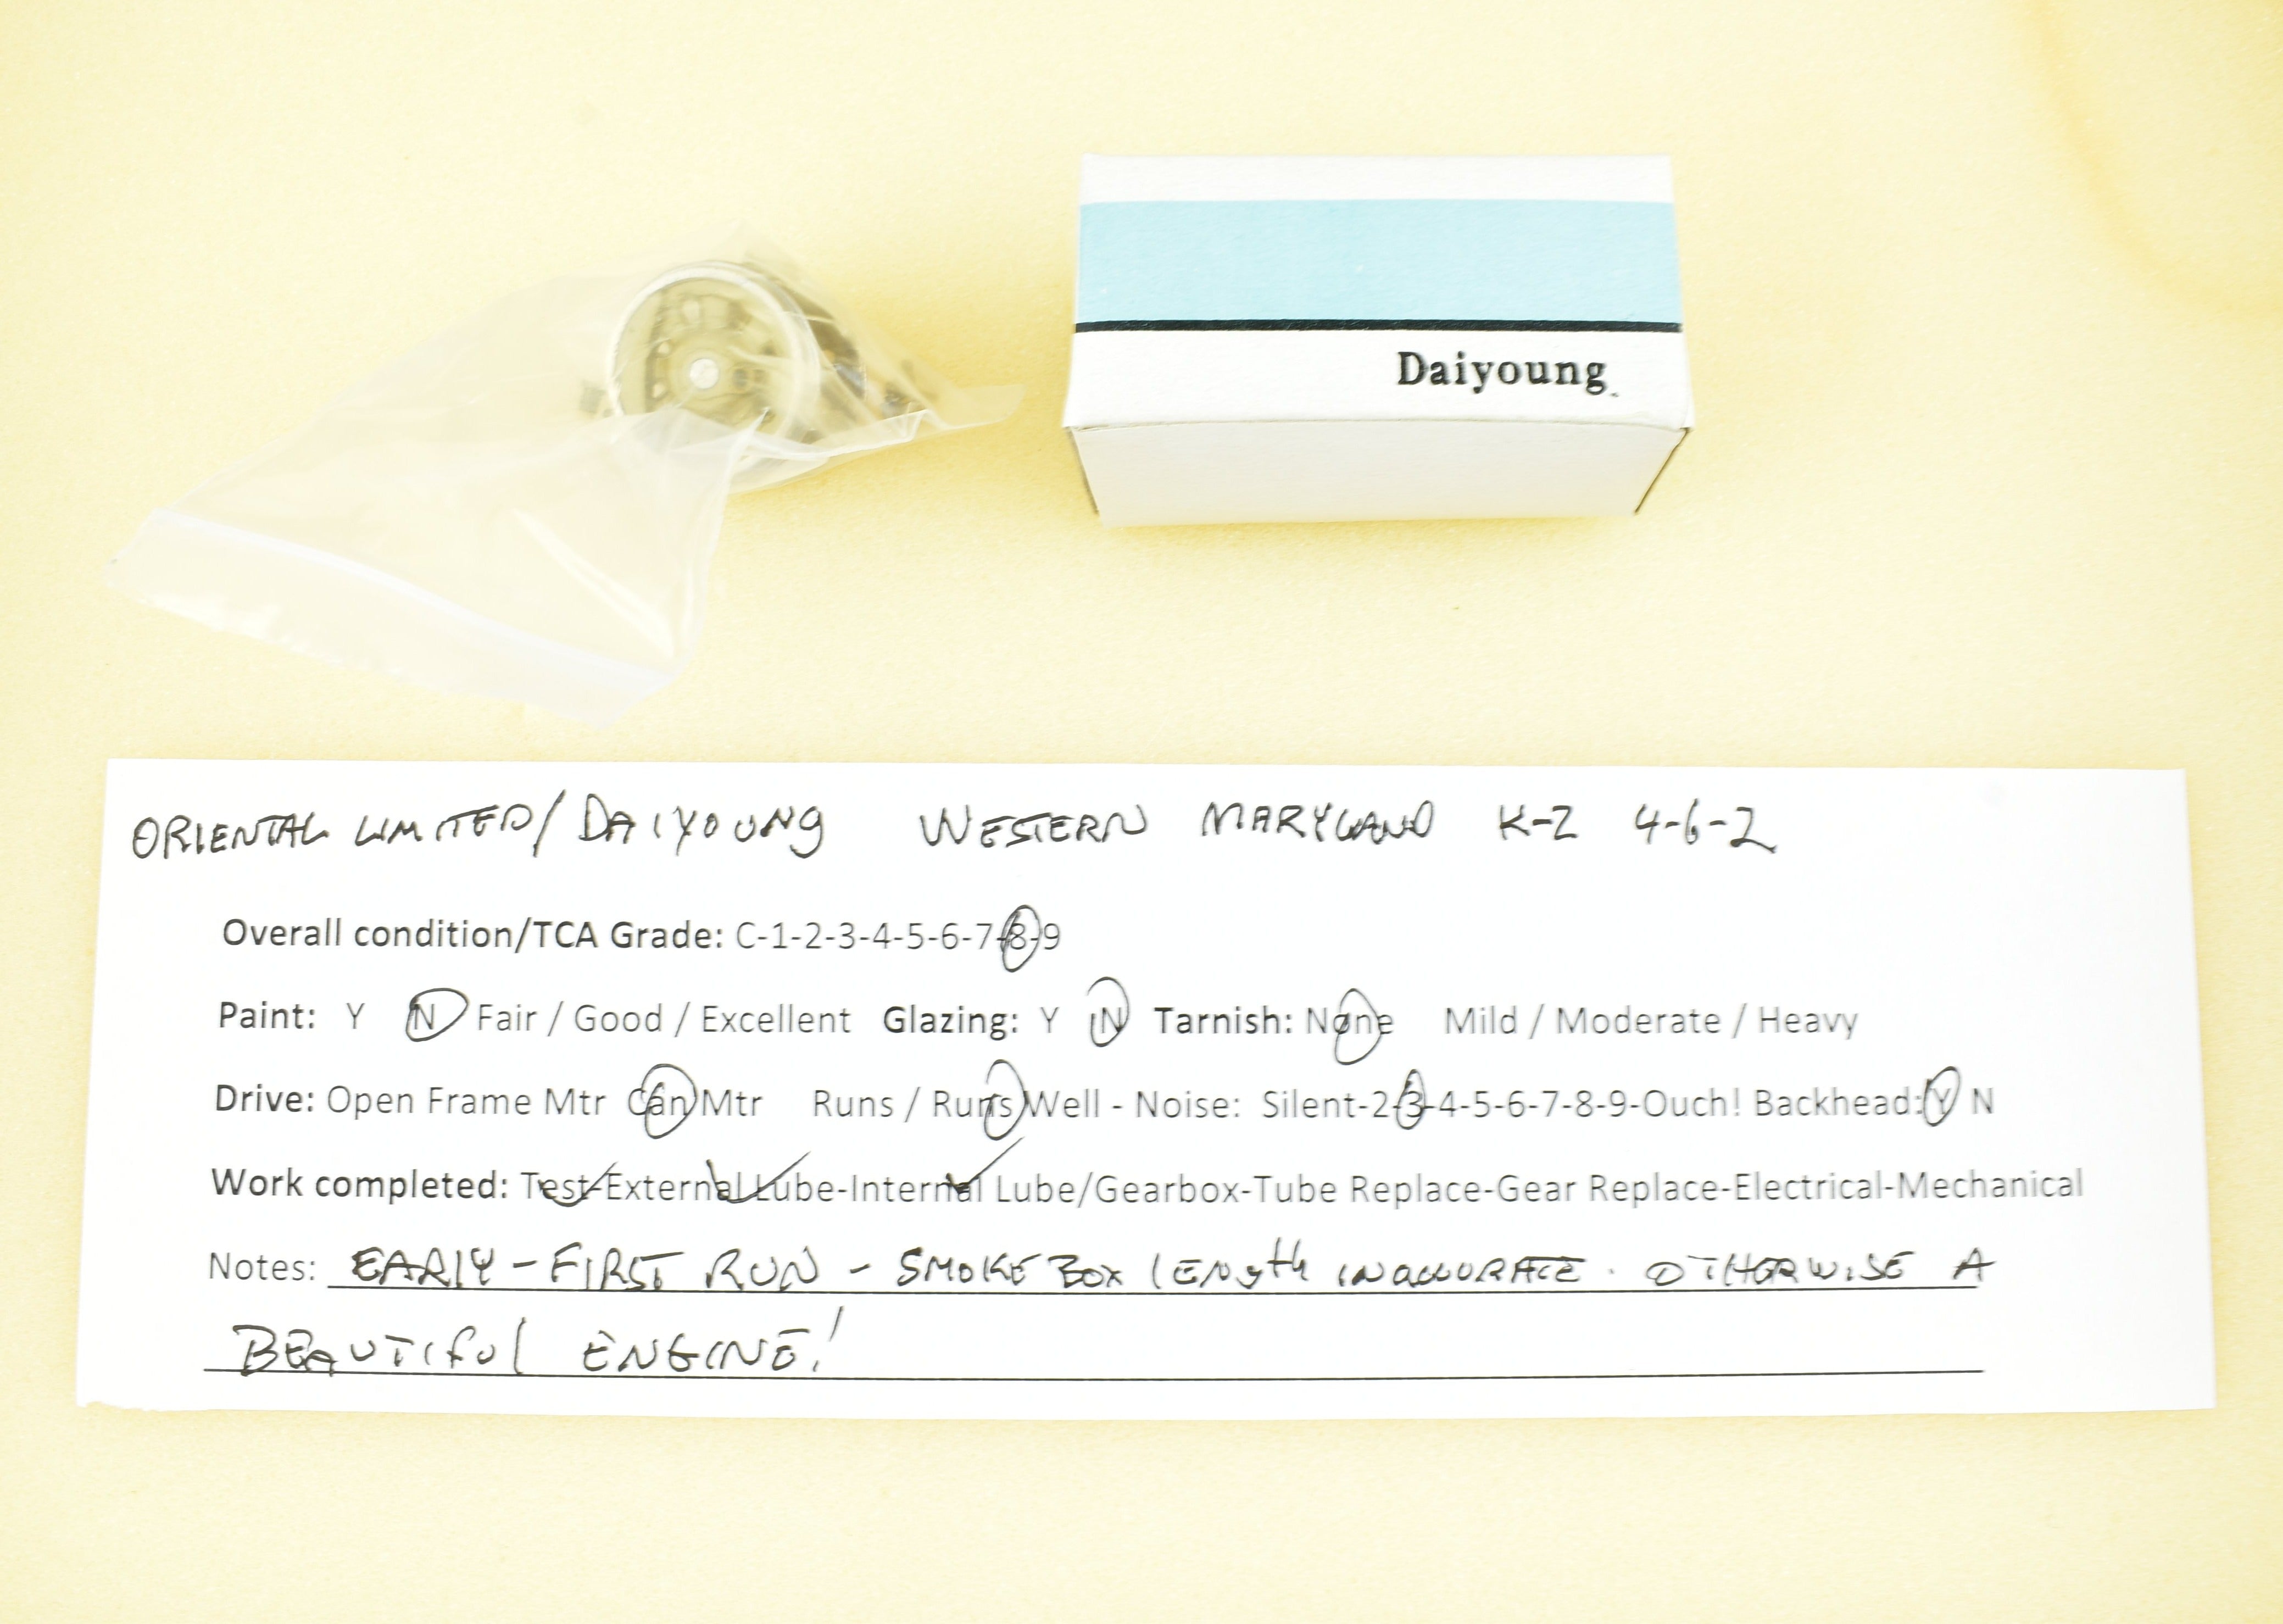 Daiyoung
ORIENTAL LIMITED/DAIYOUNG WESTERN MARYLAND K-2 4-6-2
Overall condition/TCA Grade: C-1-2-3-4-5-6-7-8-9
Paint: Y N Fair / Good / Excellent Glazing: Y N Tarnish: None Mild / Moderate / Heavy
Drive: Open Frame Mtr Can Mtr Runs / Runs Well - Noise: Silent-2-3-4-5-6-7-8-9-Ouch! Backhead: Y N
Work completed: Test-External Lube-Internal Lube/Gearbox-Tube Replace-Gear Replace-Electrical-Mechanical
Notes: EARLY - FIRST RUN - SMOKE BOX LENgth INACCURATE. OTHERWISE A
BEAUTIFUL ENGINE!